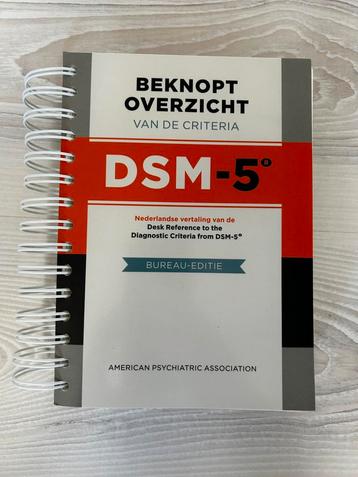 BEKNOPT
OVERZICHT
VAN DE CRITERIA
DSM-5®
Nederlandse vertaling van de
Desk Reference to the
Diagnostic Criteria from DSM-5®
BUREAU-EDITIE
AMERICAN PSYCHIATRIC ASSOCIATION